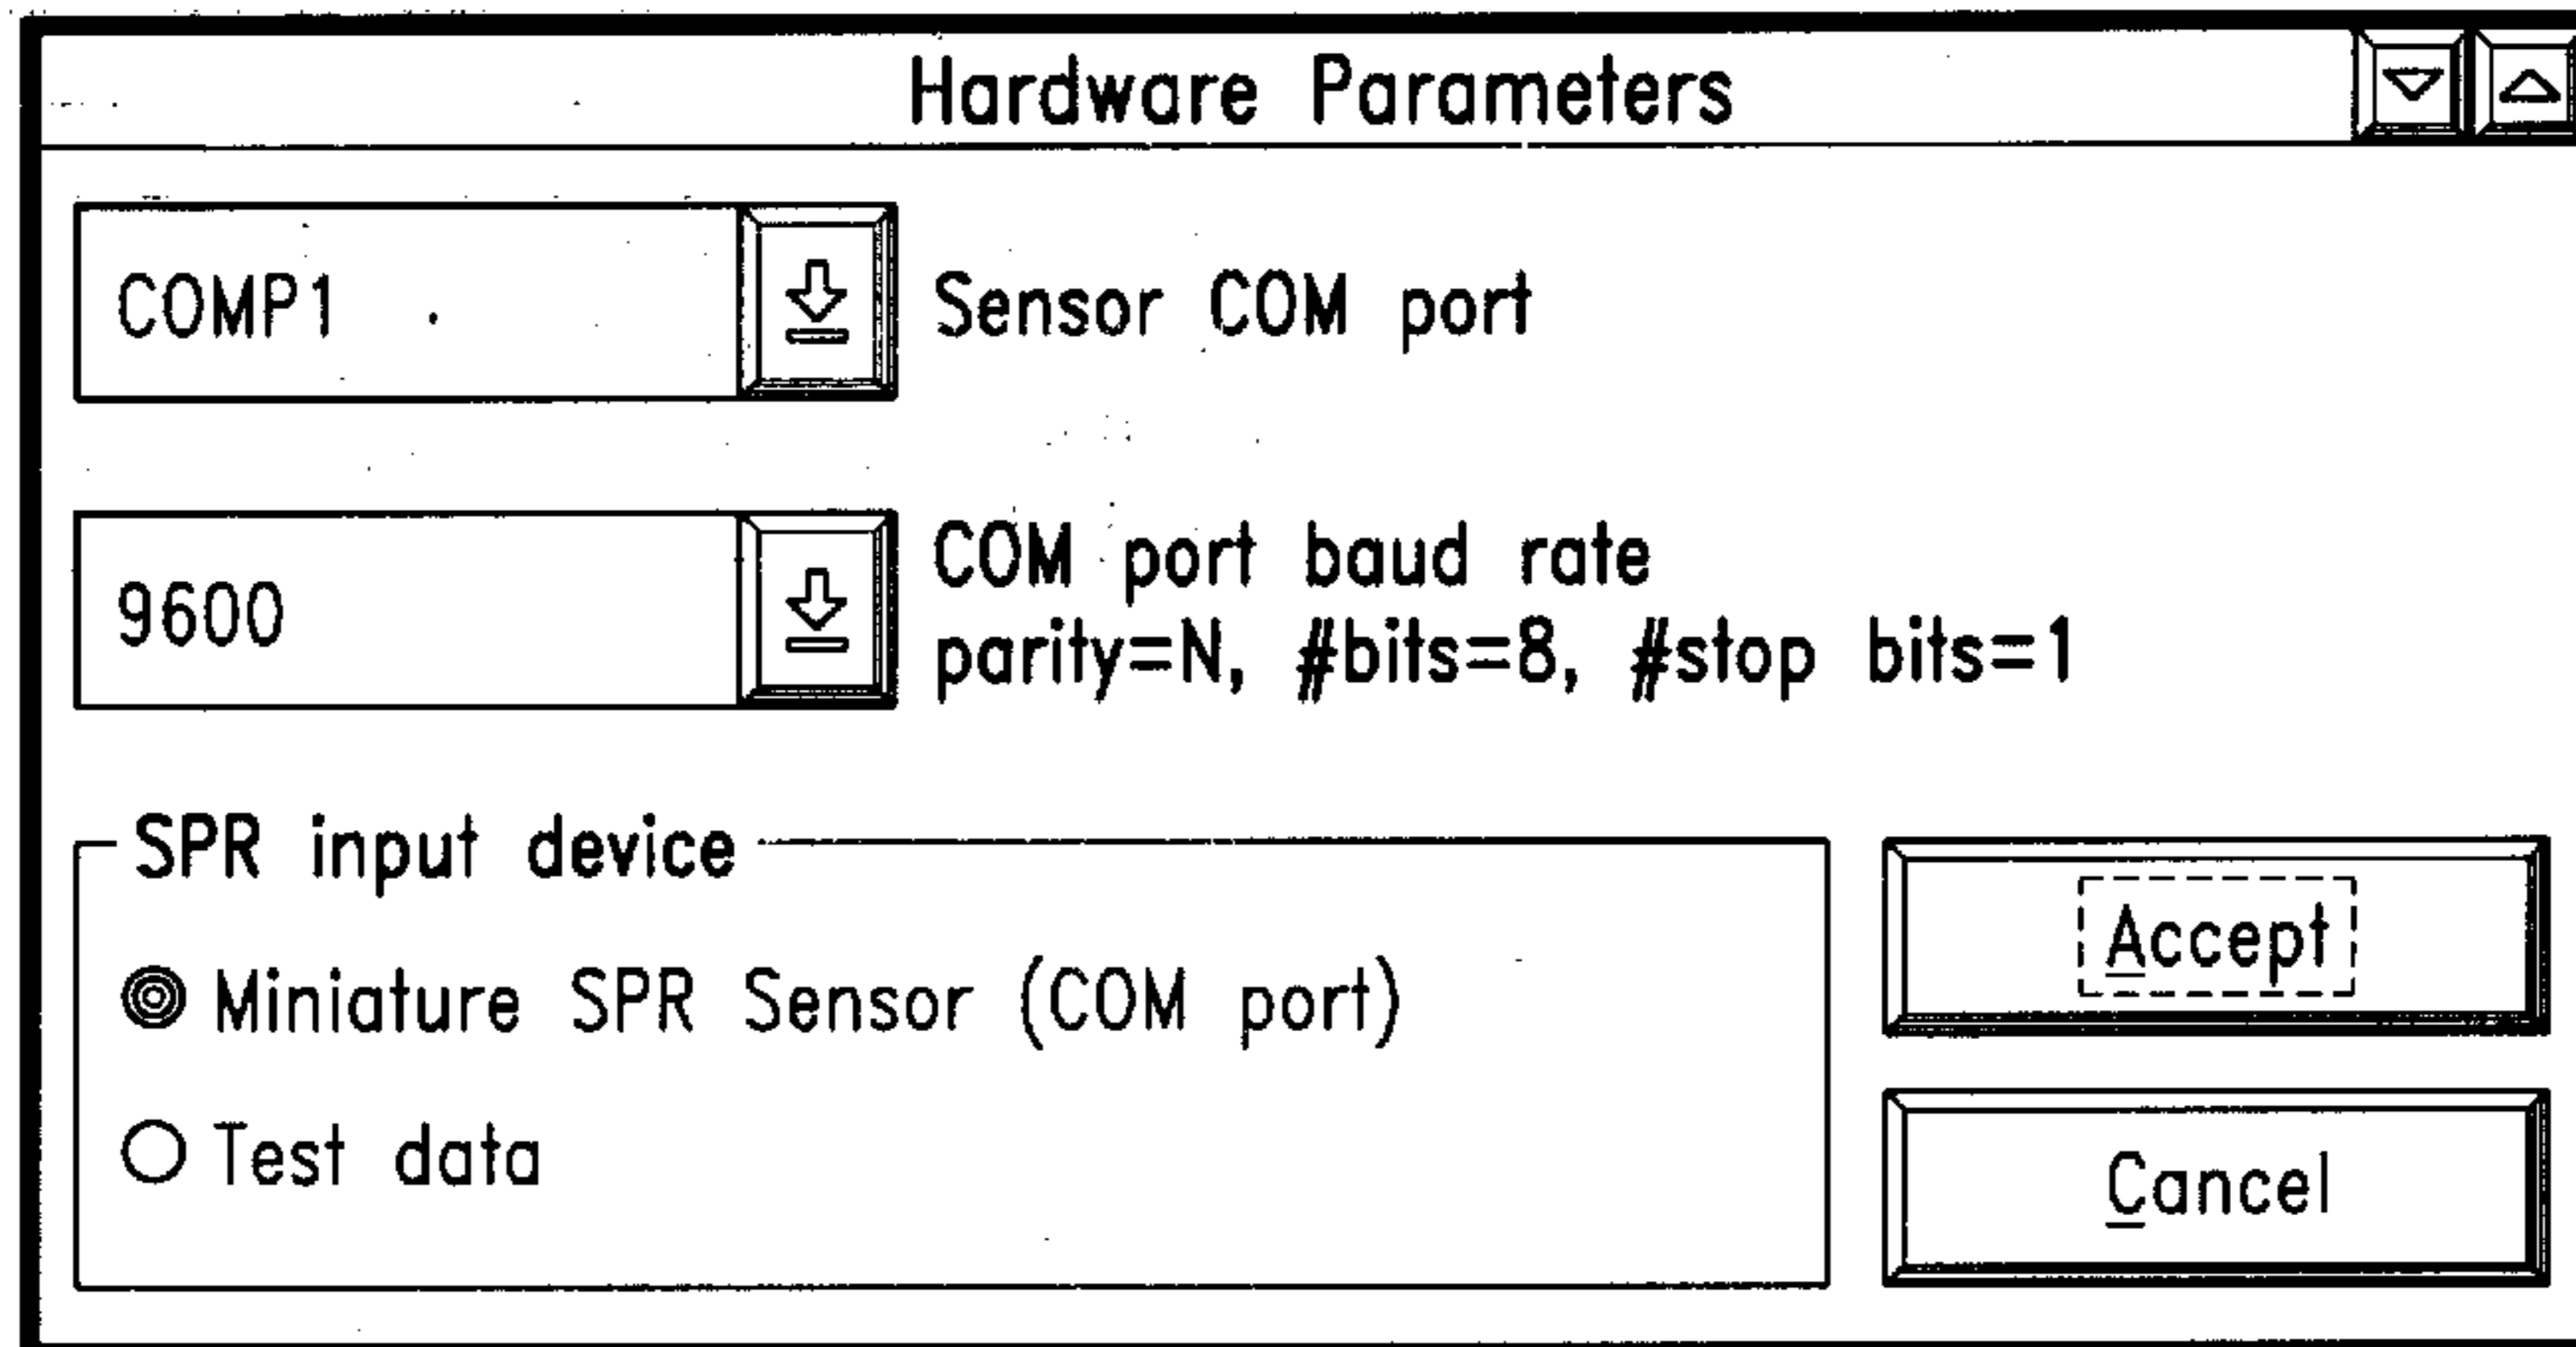 Hardware Parameters
COMP1
Sensor COM port
9600
COM port baud rate
parity=N, #bits=8, #stop bits=1
SPR input device
Miniature SPR Sensor (COM port)
Test data
Accept
Cancel